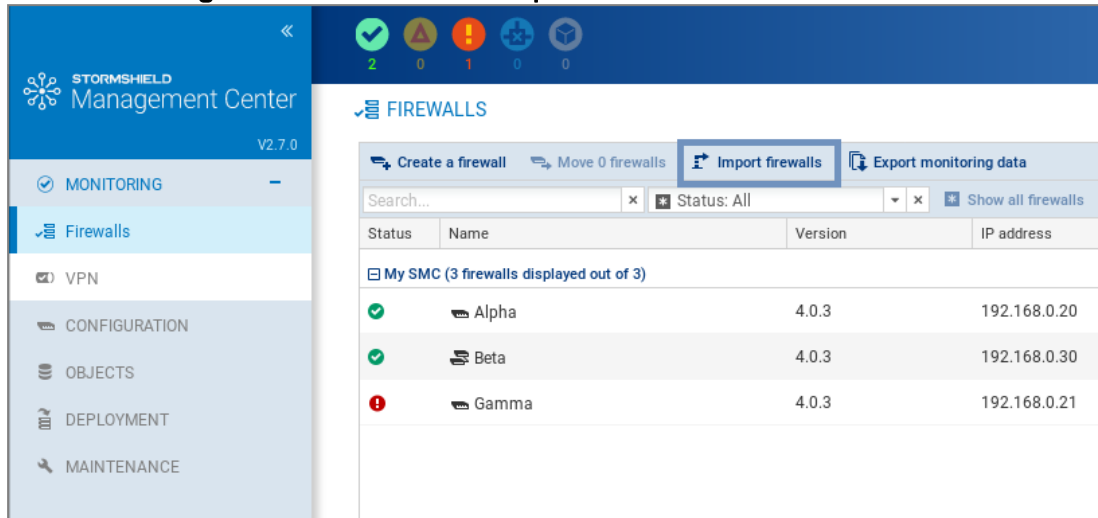 «
2 0 1 0 0
STORMSHIELD
Management Center
V2.7.0
FIREWALLS
Create a firewall Move 0 firewalls Import firewalls Export monitoring data
MONITORING
Search... Status: All Show all firewalls
Firewalls
Status Name Version IP address
VPN
My SMC (3 firewalls displayed out of 3)
Alpha 4.0.3 192.168.0.20
CONFIGURATION
Beta 4.0.3 192.168.0.30
OBJECTS
Gamma 4.0.3 192.168.0.21
DEPLOYMENT
MAINTENANCE